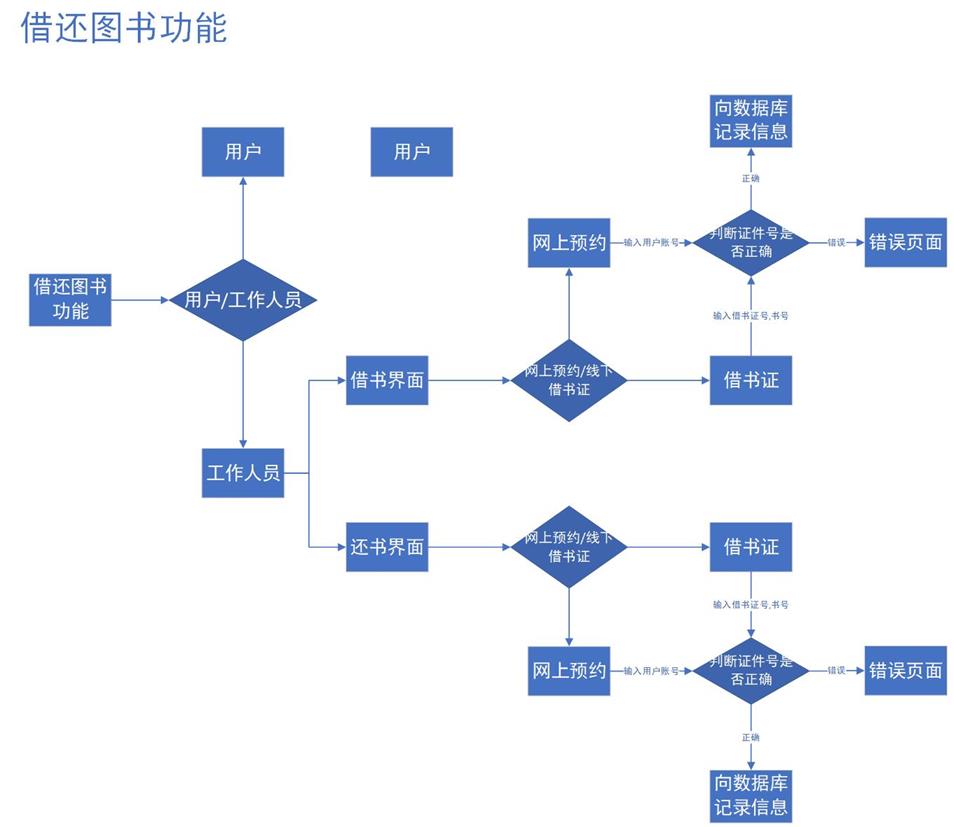 借还图书功能
向数据库
记录信息
用户
用户
正确
网上预约
输入用户账号
判断证件号是
否正确
错误
错误页面
借还图书
功能
用户/工作人员
输入借书证号,书号
借书界面
网上预约/线下
借书证
借书证
工作人员
还书界面
网上预约/线下
借书证
借书证
输入借书证号,书号
网上预约
输入用户账号
判断证件号是
否正确
错误
错误页面
正确
向数据库
记录信息